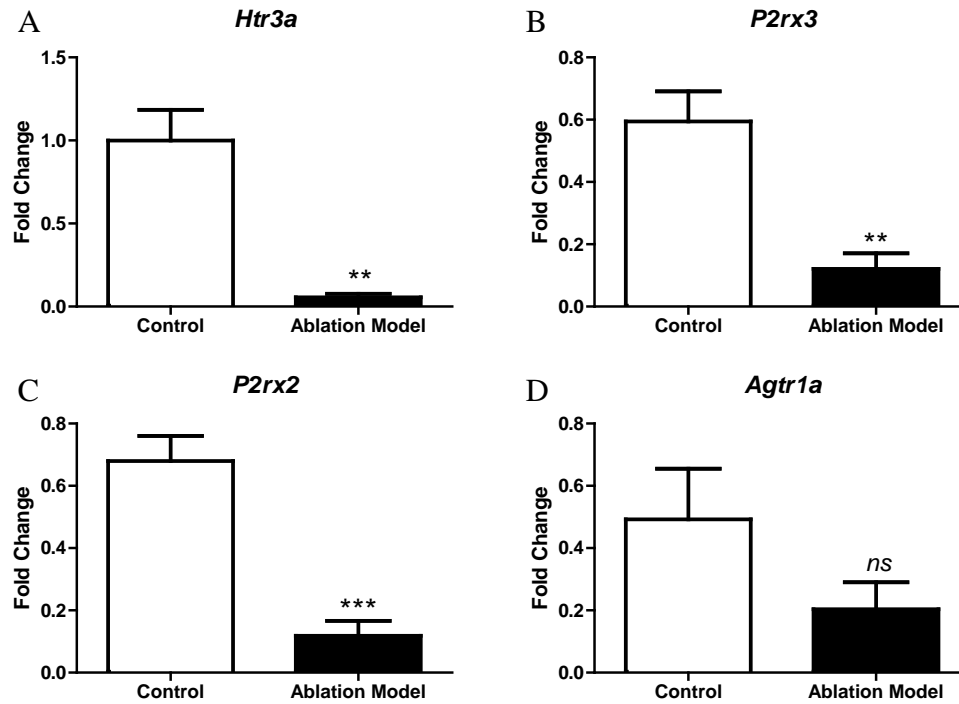 A
Htr3a
Fold Change
1.5
1.0
0.5
0.0
**
Control
Ablation Model
B
P2rx3
Fold Change
0.8
0.6
0.4
0.2
0.0
**
Control
Ablation Model
C
P2rx2
Fold Change
0.8
0.6
0.4
0.2
0.0
***
Control
Ablation Model
D
Agtr1a
Fold Change
0.8
0.6
0.4
0.2
0.0
ns
Control
Ablation Model